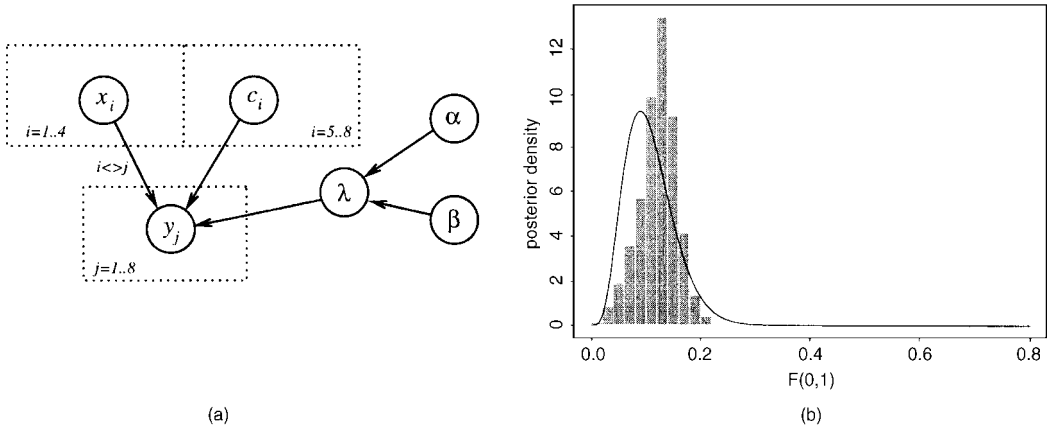 x_i
c_i
i=1..4
i=5..8
i<>j
α
λ
β
y_j
j=1..8
(a)
posterior density
12
10
8
6
4
2
0
0.0
0.2
0.4
0.6
0.8
F(0,1)
(b)